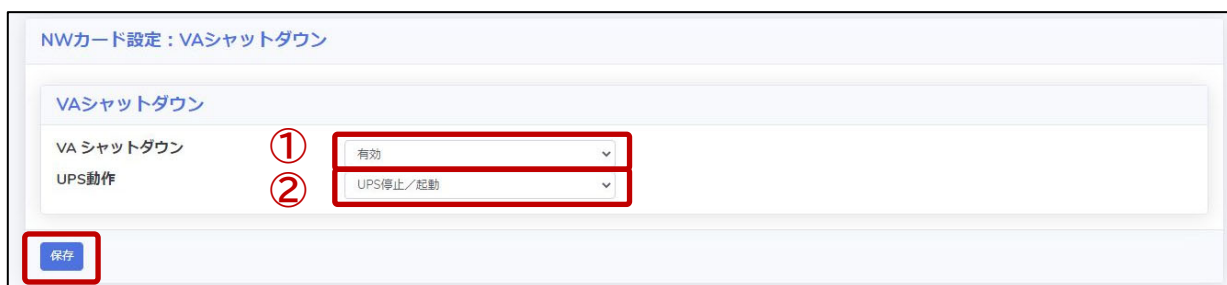 NWカード設定：VAシャットダウン
VAシャットダウン
VA シャットダウン ① 有効
UPS動作 ② UPS停止／起動
保存